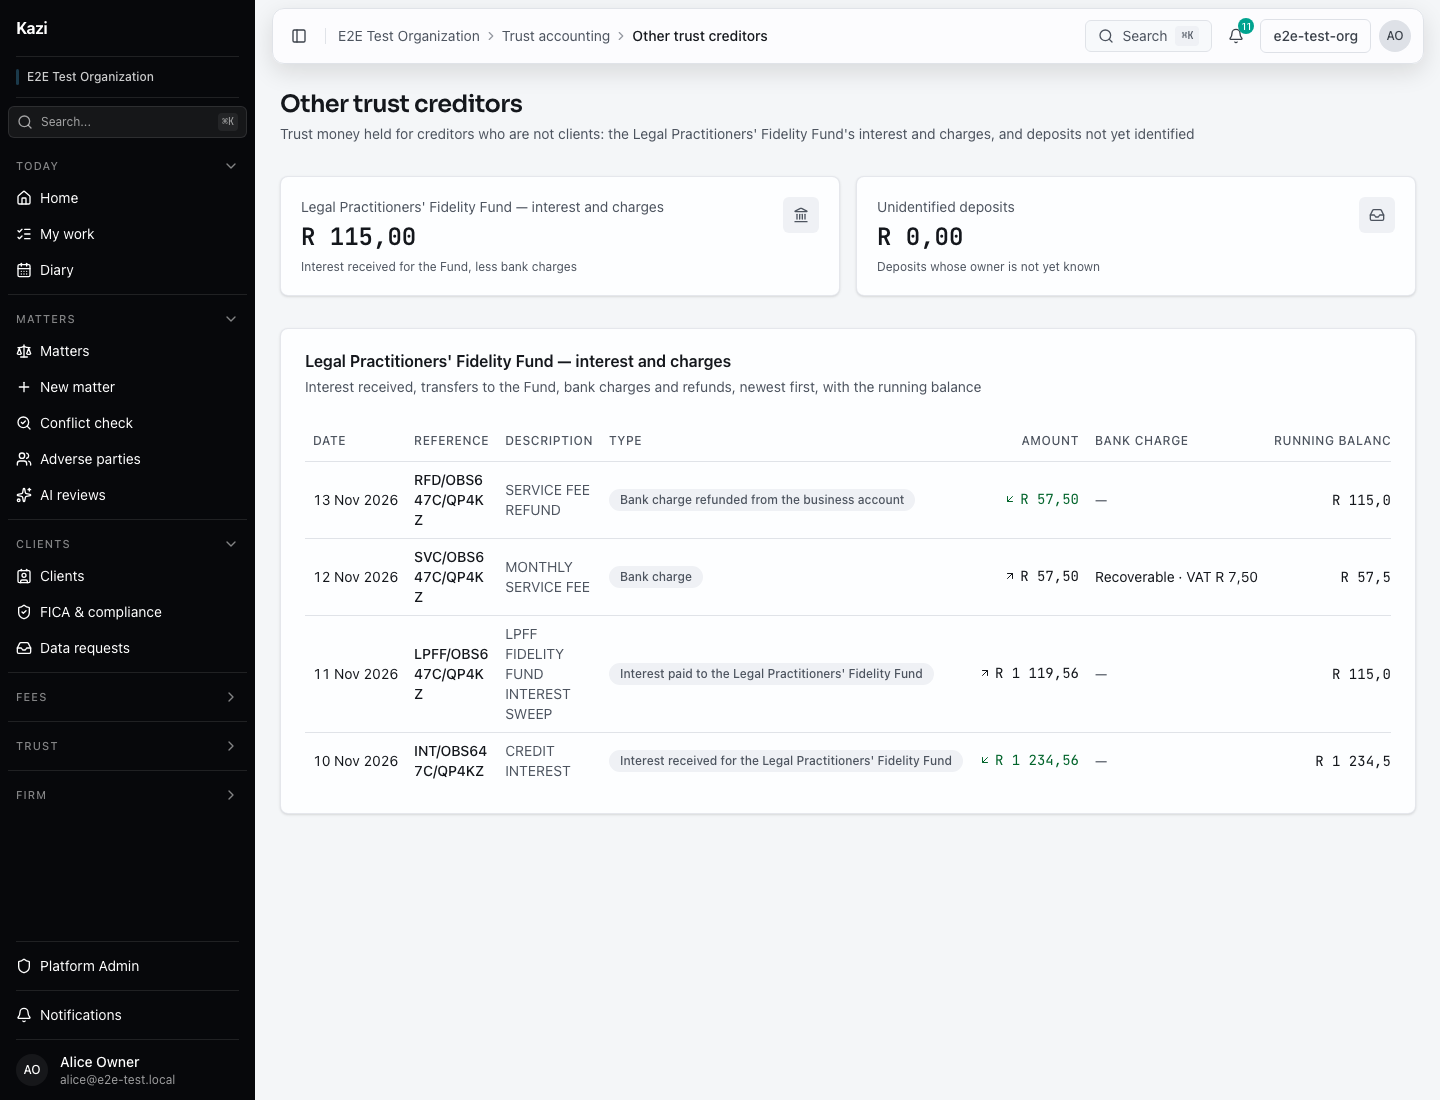 Kazi
E2E Test Organization
Search...
⌘K
TODAY
Home
My work
Diary
MATTERS
Matters
New matter
Conflict check
Adverse parties
AI reviews
CLIENTS
Clients
FICA & compliance
Data requests
FEES
TRUST
FIRM
Platform Admin
Notifications
AO
Alice Owner
alice@e2e-test.local
E2E Test Organization > Trust accounting > Other trust creditors
Search ⌘K
11
e2e-test-org
AO
Other trust creditors
Trust money held for creditors who are not clients: the Legal Practitioners' Fidelity Fund's interest and charges, and deposits not yet identified
Legal Practitioners' Fidelity Fund — interest and charges
R 115,00
Interest received for the Fund, less bank charges
Unidentified deposits
R 0,00
Deposits whose owner is not yet known
Legal Practitioners' Fidelity Fund — interest and charges
Interest received, transfers to the Fund, bank charges and refunds, newest first, with the running balance
DATE REFERENCE DESCRIPTION TYPE AMOUNT BANK CHARGE RUNNING BALANC
13 Nov 2026
RFD/OBS6
47C/QP4K
Z
SERVICE FEE
REFUND
Bank charge refunded from the business account
R 57,50
—
R 115,0
12 Nov 2026
SVC/OBS6
47C/QP4K
Z
MONTHLY
SERVICE FEE
Bank charge
R 57,50
Recoverable · VAT R 7,50
R 57,5
11 Nov 2026
LPFF/OBS6
47C/QP4K
Z
LPFF
FIDELITY
FUND
INTEREST
SWEEP
Interest paid to the Legal Practitioners' Fidelity Fund
R 1 119,56
—
R 115,0
10 Nov 2026
INT/OBS64
7C/QP4KZ
CREDIT
INTEREST
Interest received for the Legal Practitioners' Fidelity Fund
R 1 234,56
—
R 1 234,5